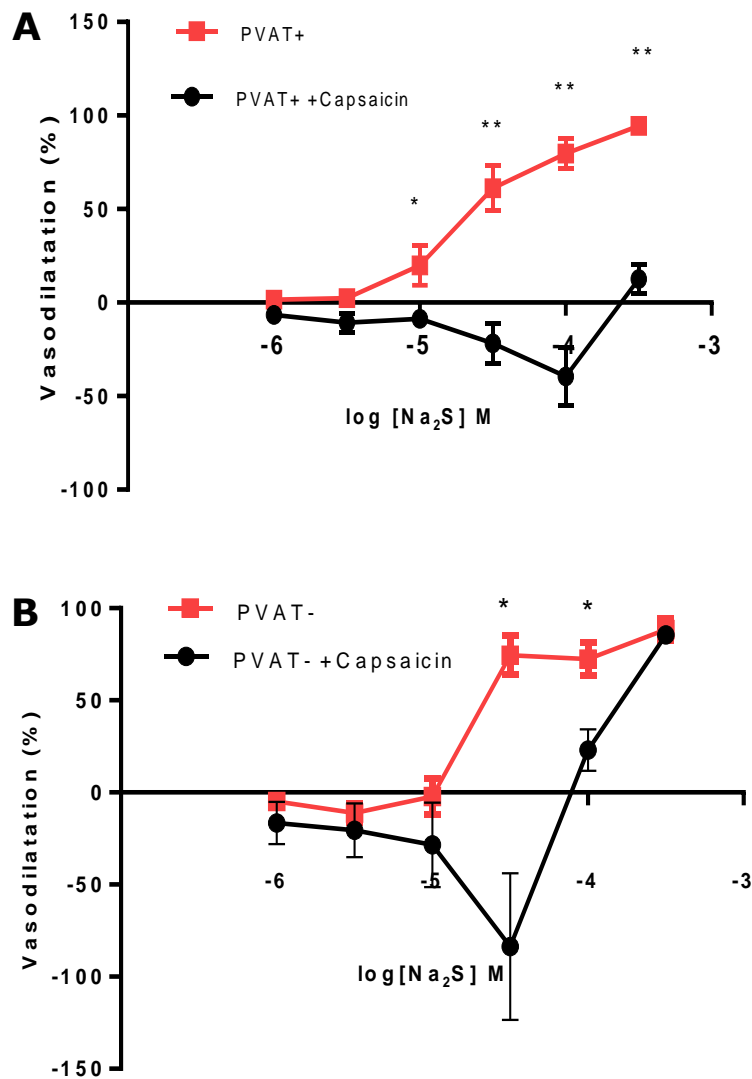 A
150
PVAT+
PVAT+ +Capsaicin
**
**
100
**
50
*
0
-6
-5
-4
-3
-50
log [Na₂S] M
-100
Vasodilatation (%)
B
100
PVAT-
*
*
PVAT- +Capsaicin
50
0
-6
-5
-4
-3
-50
-100
log[Na₂S] M
-150
Vasodilatation (%)